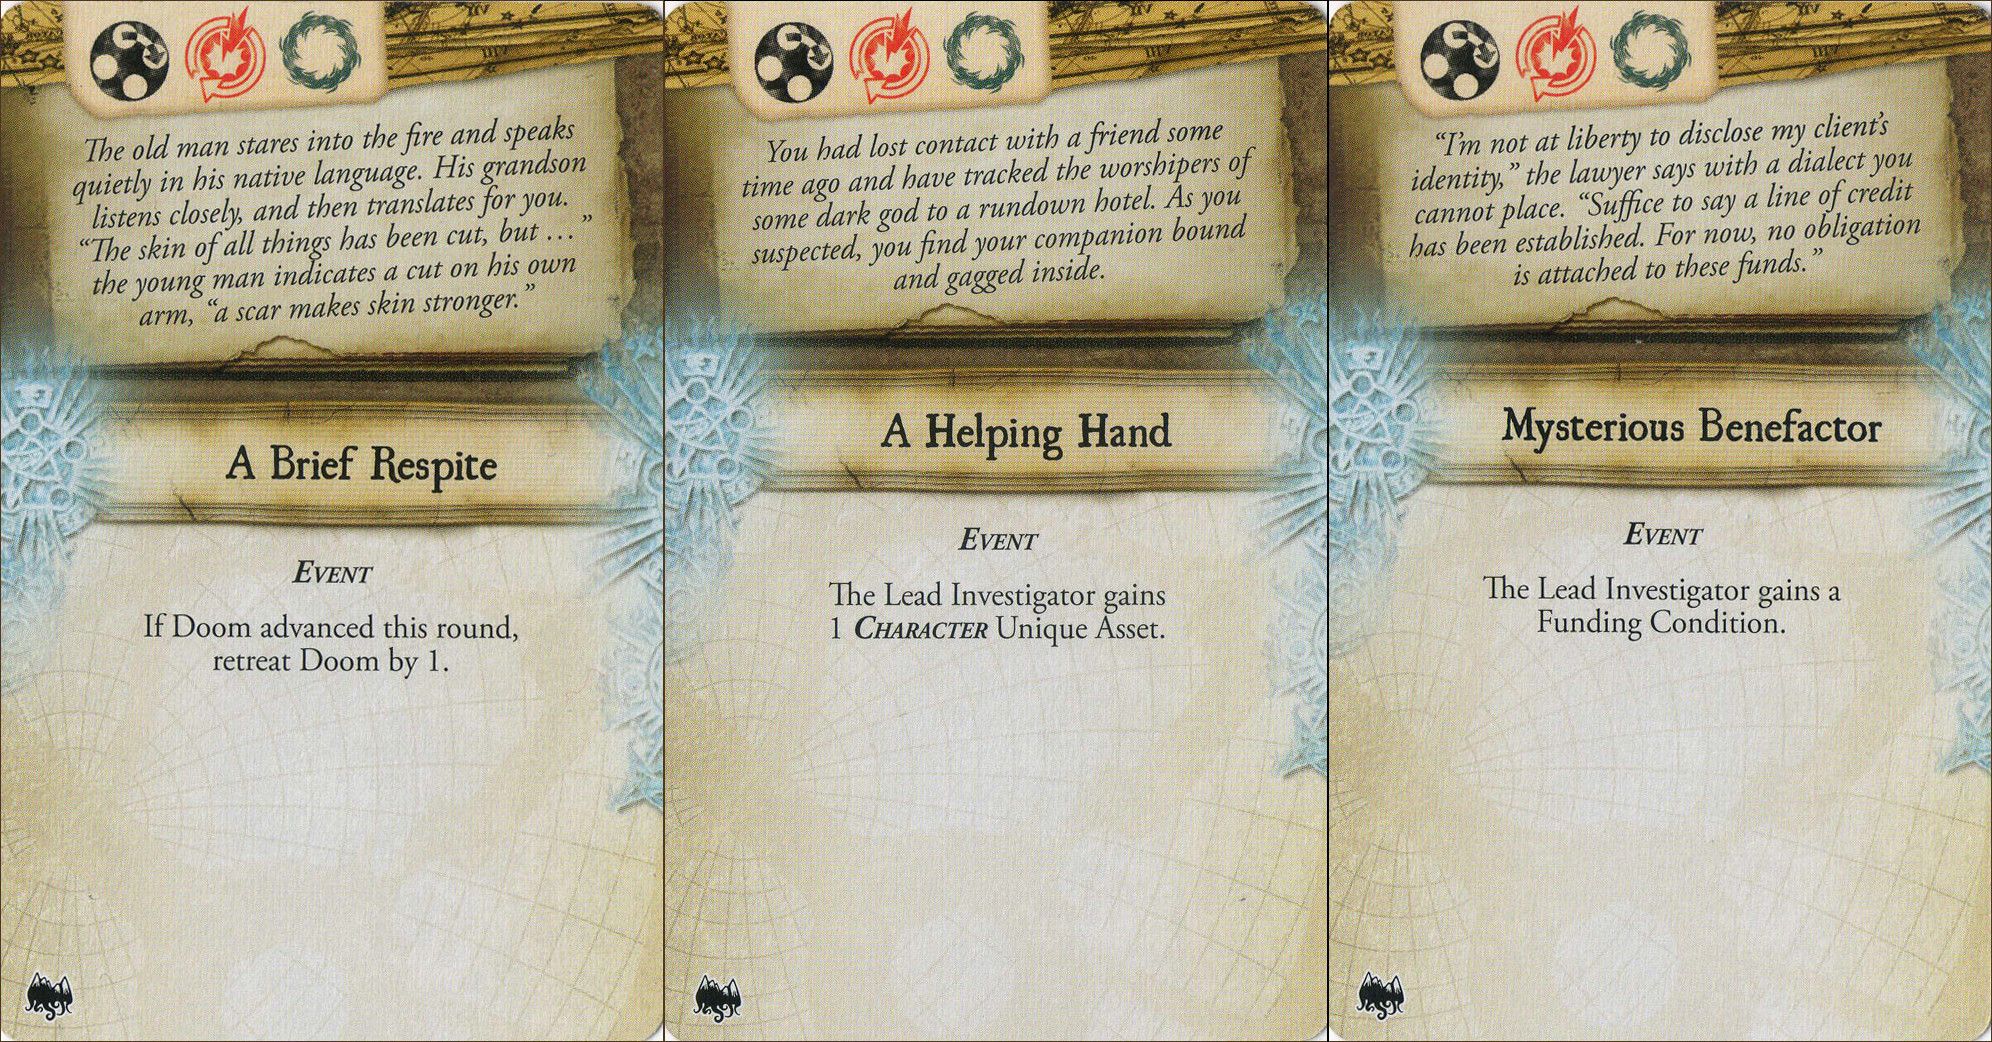 The old man stares into the fire and speaks
quietly in his native language. His grandson
listens closely, and then translates for you.
“The skin of all things has been cut, but … ”
the young man indicates a cut on his own
arm, “a scar makes skin stronger.”
A Brief Respite
EVENT
If Doom advanced this round,
retreat Doom by 1.
You had lost contact with a friend some
time ago and have tracked the worshipers of
some dark god to a rundown hotel. As you
suspected, you find your companion bound
and gagged inside.
A Helping Hand
EVENT
The Lead Investigator gains
1 CHARACTER Unique Asset.
“I’m not at liberty to disclose my client’s
identity,” the lawyer says with a dialect you
cannot place. “Suffice to say a line of credit
has been established. For now, no obligation
is attached to these funds.”
Mysterious Benefactor
EVENT
The Lead Investigator gains a
Funding Condition.